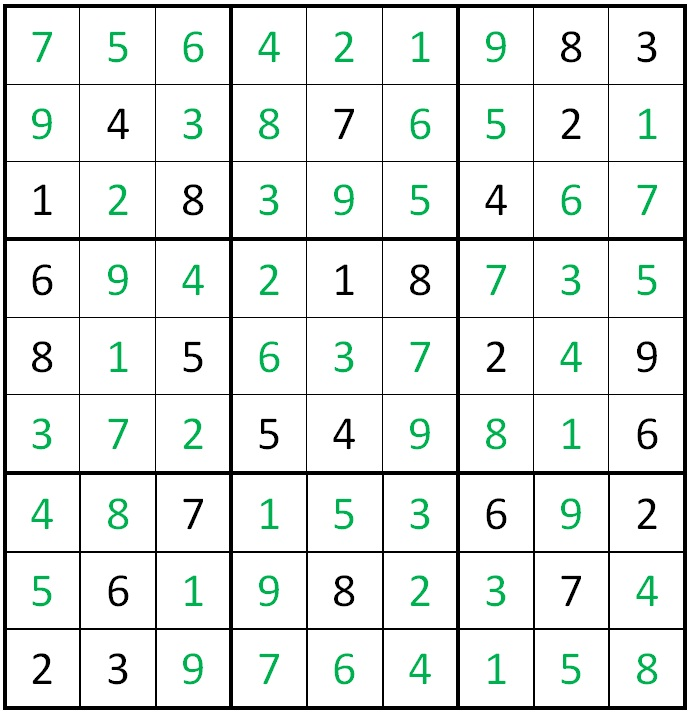 7 5 6 4 2 1 9 8 3
9 4 3 8 7 6 5 2 1
1 2 8 3 9 5 4 6 7
6 9 4 2 1 8 7 3 5
8 1 5 6 3 7 2 4 9
3 7 2 5 4 9 8 1 6
4 8 7 1 5 3 6 9 2
5 6 1 9 8 2 3 7 4
2 3 9 7 6 4 1 5 8